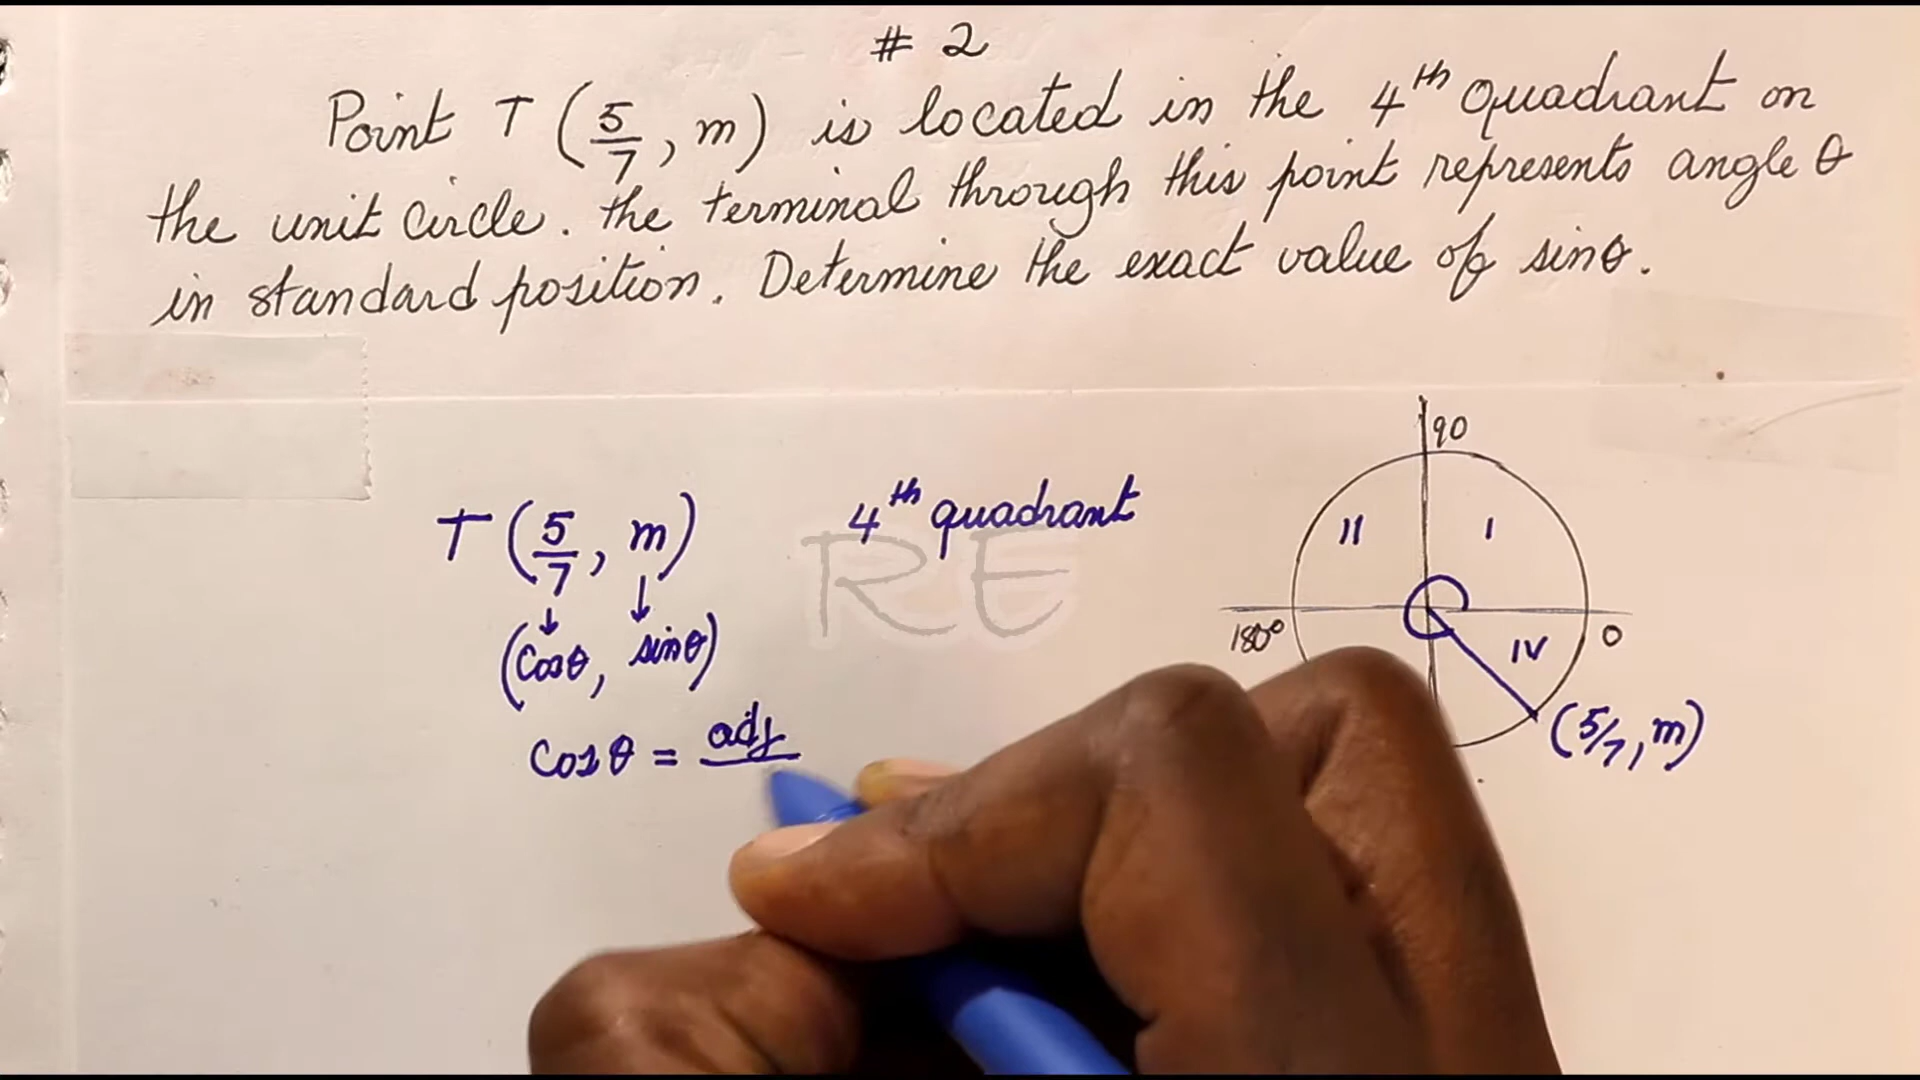 # 2
Point T (5/7, m) is located in the 4th quadrant on
the unit circle. the terminal through this point represents angle θ
in standard position. Determine the exact value of sinθ.
90
T (5/7, m) 4th quadrant
II I
RE
180° IV 0
(cosθ, sinθ)
(5/7, m)
cosθ = adj